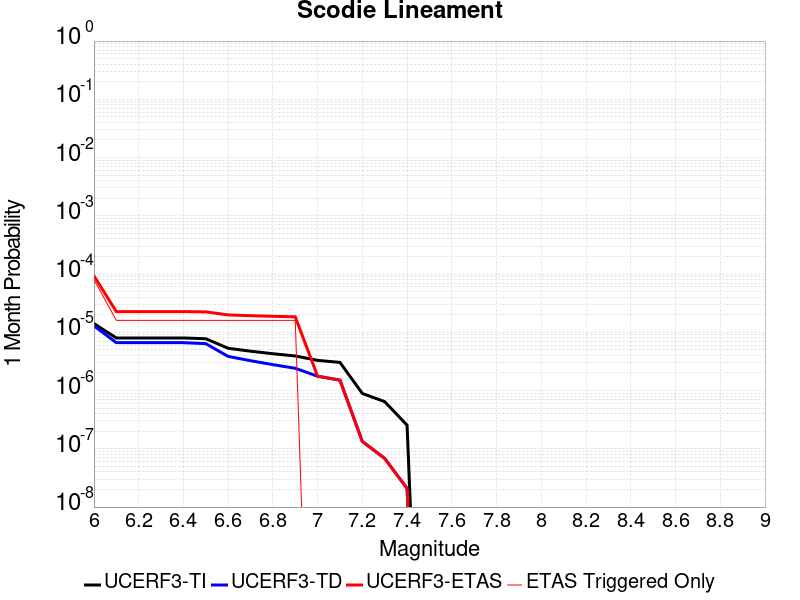 Scodie Lineament
10^0
10^-1
10^-2
10^-3
10^-4
10^-5
10^-6
10^-7
10^-8
1 Month Probability
6 6.2 6.4 6.6 6.8 7 7.2 7.4 7.6 7.8 8 8.2 8.4 8.6 8.8 9
Magnitude
UCERF3-TI UCERF3-TD UCERF3-ETAS ETAS Triggered Only